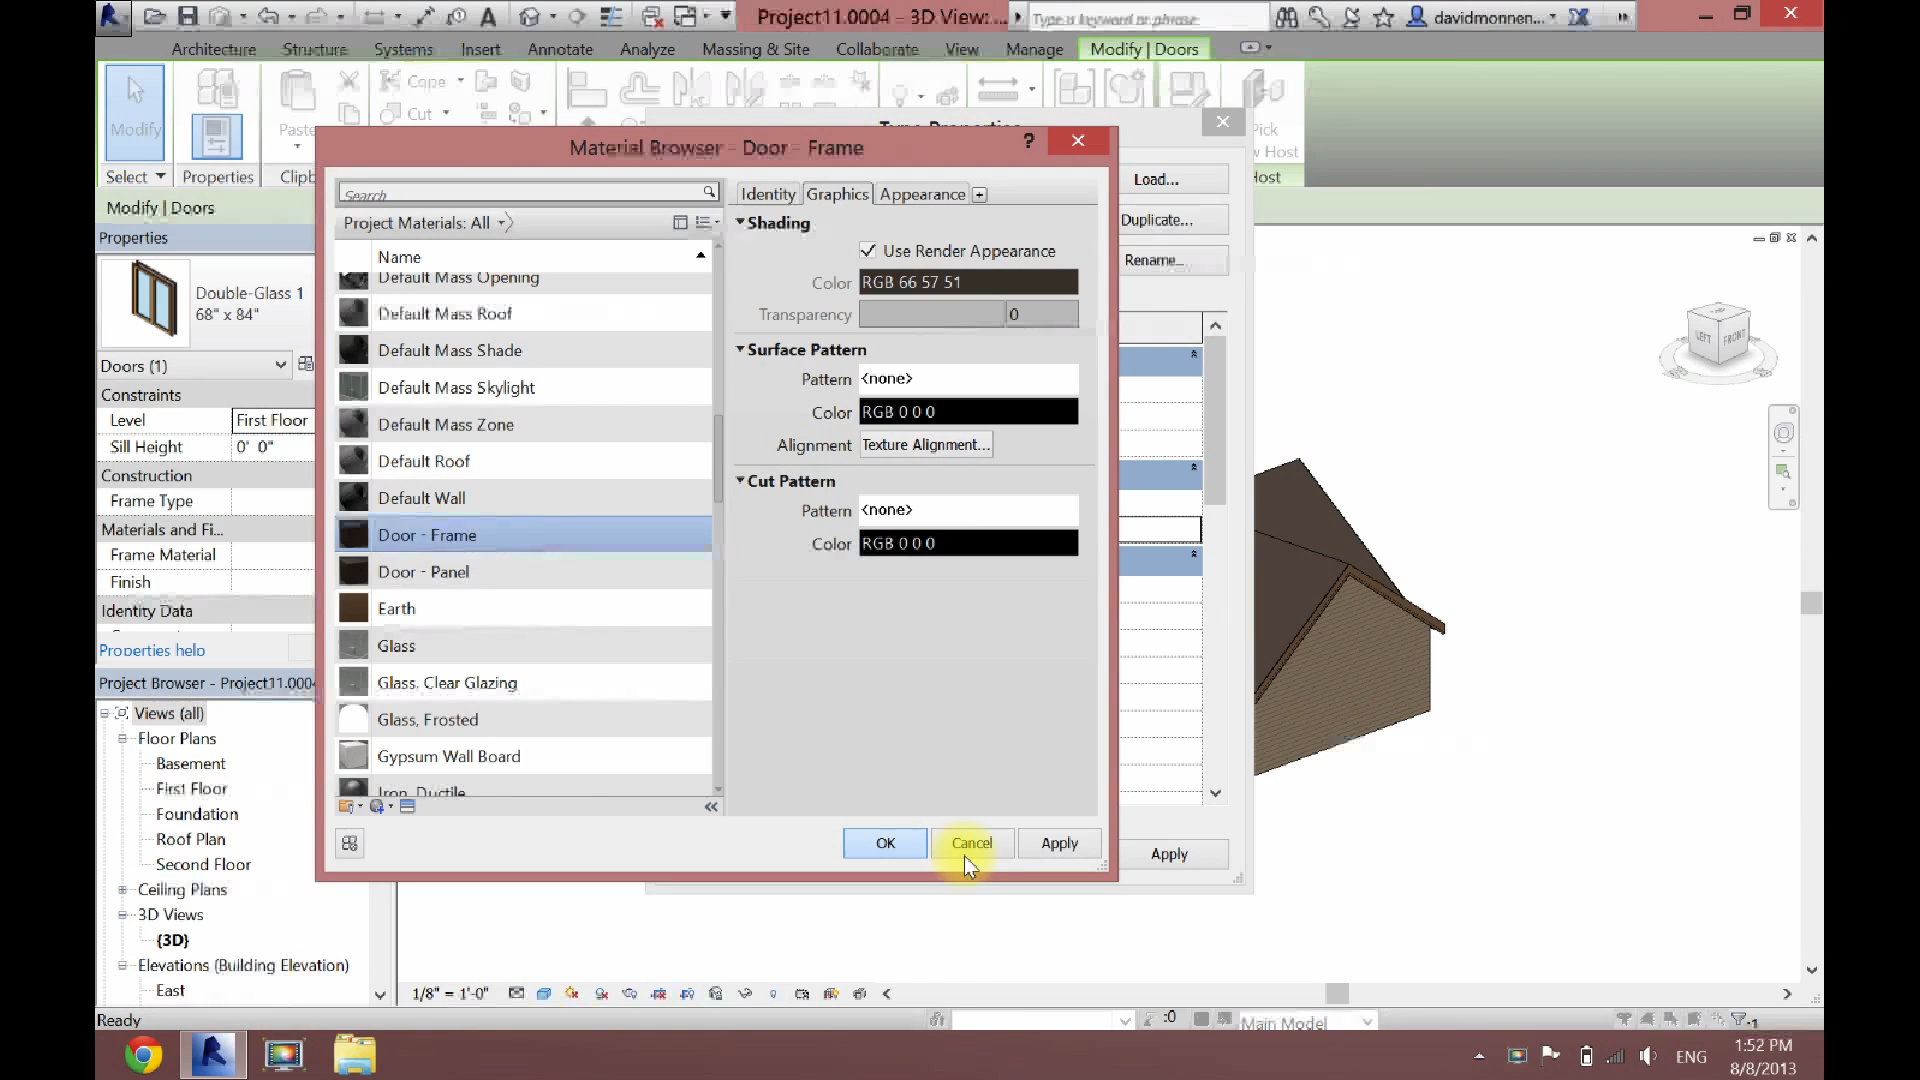 Project11.0004 – 3D View:...
Type a keyword or phrase
davidmonnen...
Architecture Structure Systems Insert Annotate Analyze Massing & Site Collaborate View Manage Modify | Doors
Modify
Cope
Cut
Paste
Pick
Host
Select Properties
Modify | Doors
Properties
Double-Glass 1
68" x 84"
Doors (1)
Constraints
Level First Floor
Sill Height 0' 0"
Construction
Frame Type
Materials and Fi...
Frame Material
Finish
Identity Data
Properties help
Project Browser - Project11.0004
Views (all)
Floor Plans
Basement
First Floor
Foundation
Roof Plan
Second Floor
Ceiling Plans
3D Views
{3D}
Elevations (Building Elevation)
East
Type Properties
Load...
Duplicate...
Rename...
Apply
Material Browser - Door - Frame
?
Search
Project Materials: All
Name
Default Mass Opening
Default Mass Roof
Default Mass Shade
Default Mass Skylight
Default Mass Zone
Default Roof
Default Wall
Door - Frame
Door - Panel
Earth
Glass
Glass, Clear Glazing
Glass, Frosted
Gypsum Wall Board
Iron, Ductile
Identity Graphics Appearance
Shading
Use Render Appearance
Color RGB 66 57 51
Transparency 0
Surface Pattern
Pattern <none>
Color RGB 0 0 0
Alignment Texture Alignment...
Cut Pattern
Pattern <none>
Color RGB 0 0 0
OK Cancel Apply
LEFT FRONT
1/8" = 1'-0"
Ready
:0
Main Model
ENG
1:52 PM
8/8/2013